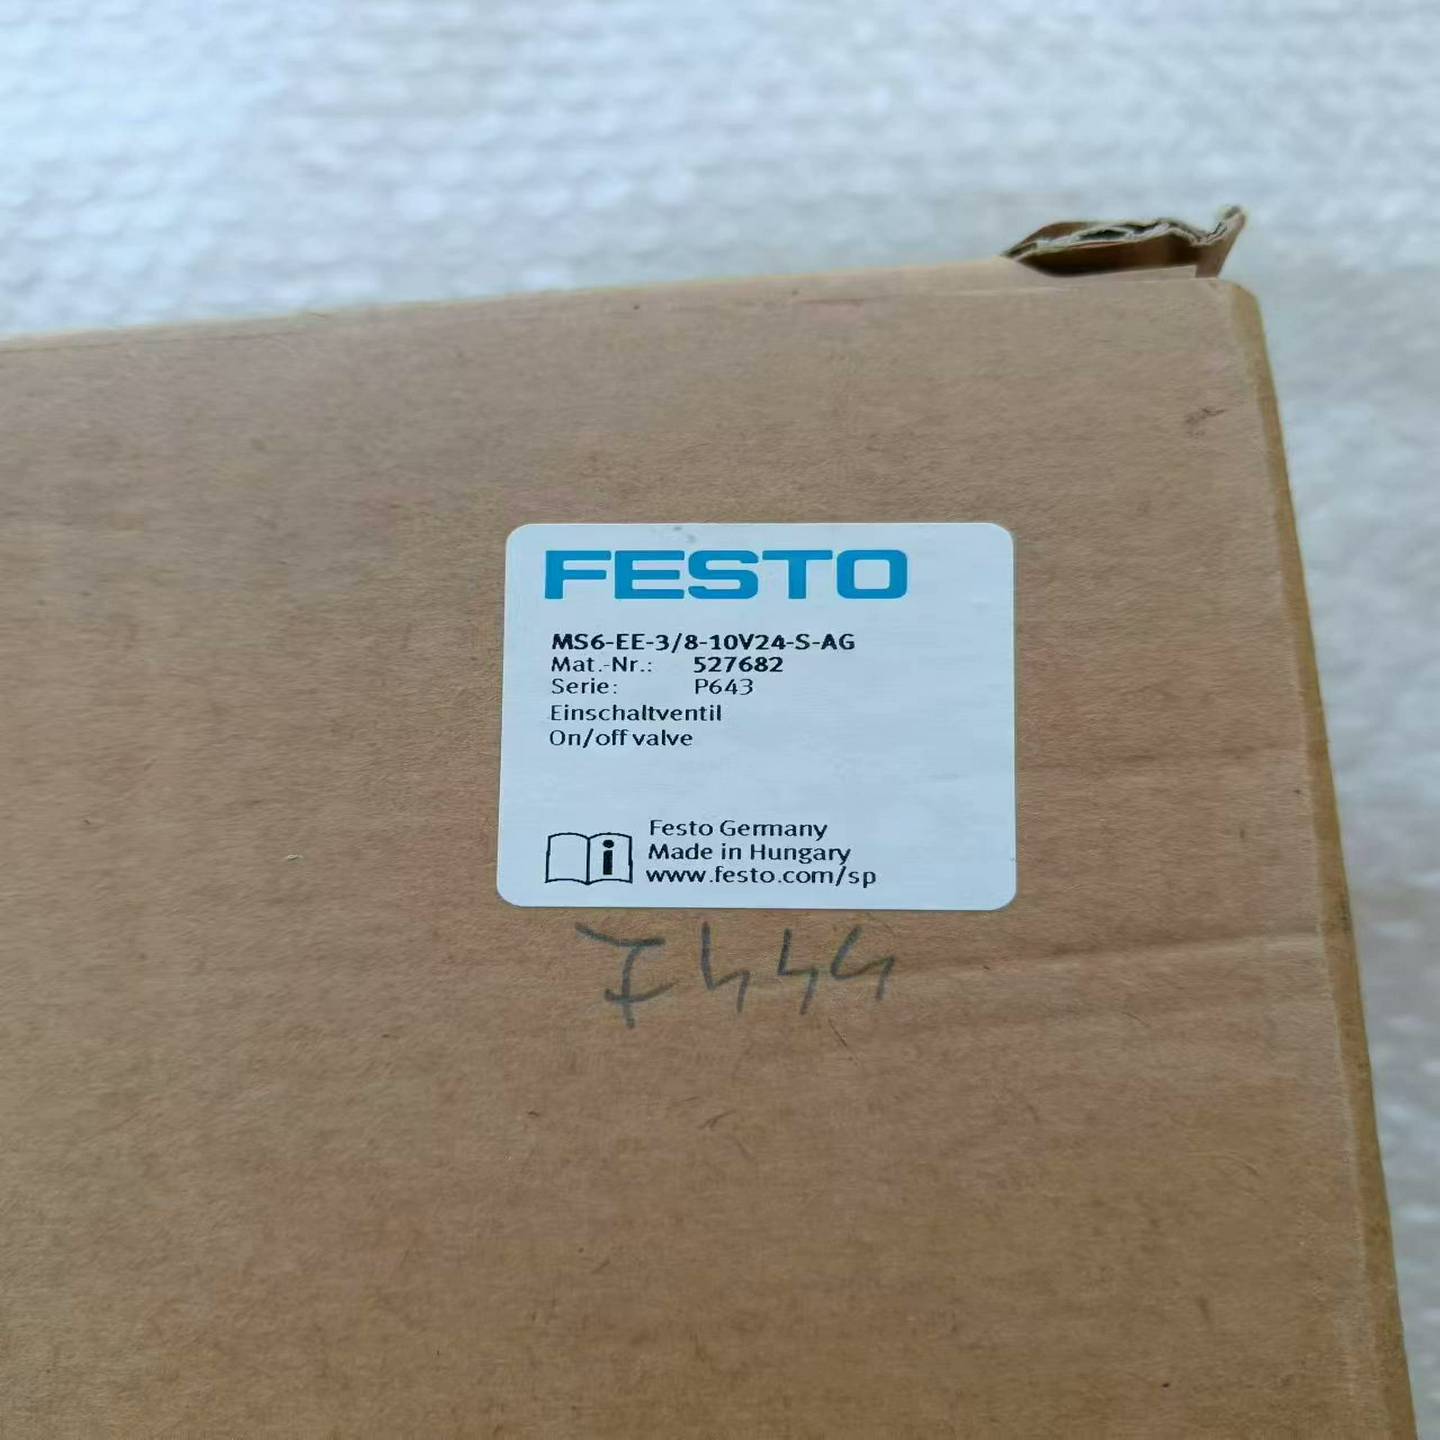 FESTO
MS6-EE-3/8-10V24-S-AG
Mat.-Nr.: 527682
Serie: P643
Einschaltventil
On/off valve
i
Festo Germany
Made in Hungary
www.festo.com/sp
7444